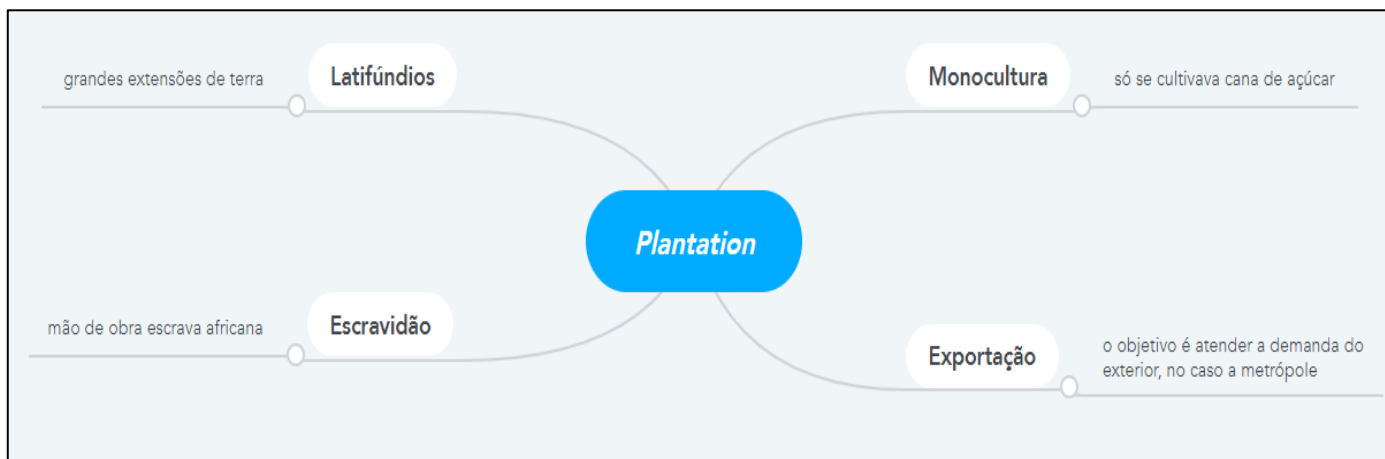 grandes extensões de terra
Latifúndios
Monocultura
só se cultivava cana de açúcar
Plantation
mão de obra escrava africana
Escravidão
Exportação
o objetivo é atender a demanda do
exterior, no caso a metrópole